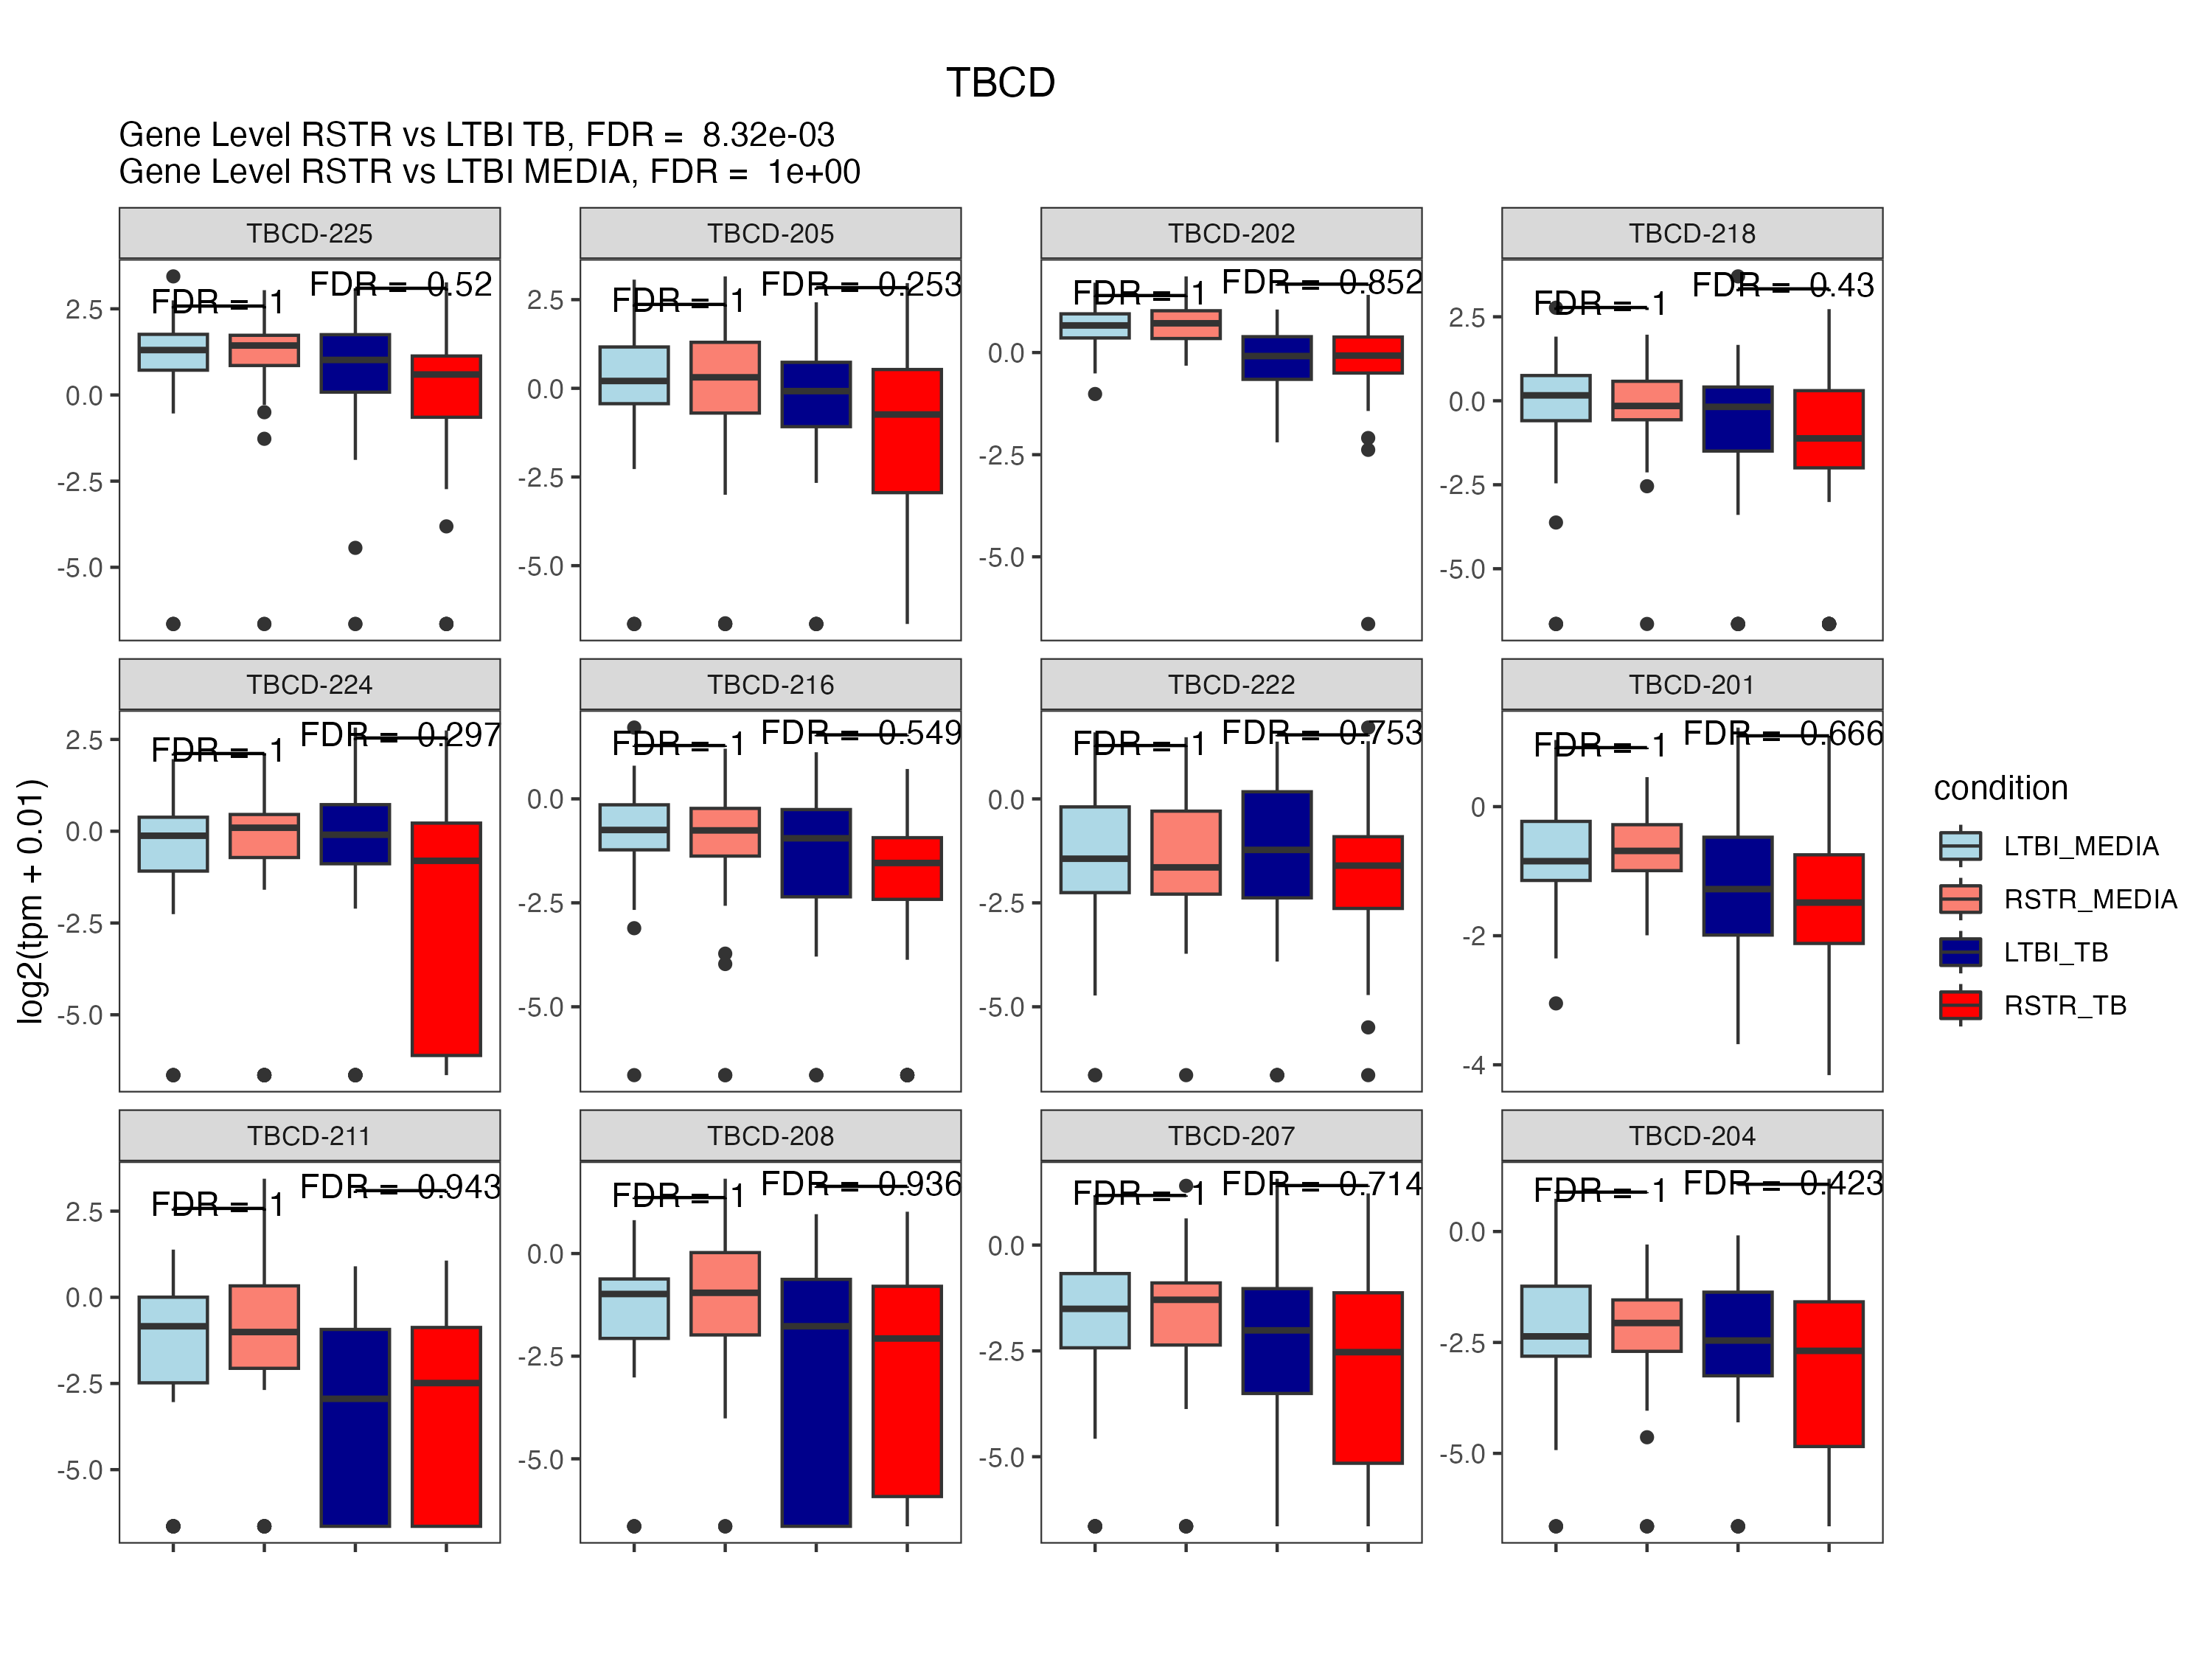 TBCD
Gene Level RSTR vs LTBI TB, FDR =  8.32e-03
Gene Level RSTR vs LTBI MEDIA, FDR =  1e+00
TBCD-225
TBCD-205
TBCD-202
TBCD-218
FDR = 1
FDR = 0.52
FDR = 1
FDR = 0.253
FDR = 1
FDR = 0.852
FDR = 1
FDR = 0.43
2.5
0.0
-2.5
-5.0
2.5
0.0
-2.5
-5.0
0.0
-2.5
-5.0
2.5
0.0
-2.5
-5.0
TBCD-224
TBCD-216
TBCD-222
TBCD-201
FDR = 1
FDR = 0.297
FDR = 1
FDR = 0.549
FDR = 1
FDR = 0.753
FDR = 1
FDR = 0.666
2.5
0.0
-2.5
-5.0
0.0
-2.5
-5.0
0.0
-2.5
-5.0
0
-2
-4
TBCD-211
TBCD-208
TBCD-207
TBCD-204
FDR = 1
FDR = 0.943
FDR = 1
FDR = 0.936
FDR = 1
FDR = 0.714
FDR = 1
FDR = 0.423
2.5
0.0
-2.5
-5.0
0.0
-2.5
-5.0
0.0
-2.5
-5.0
0.0
-2.5
-5.0
log2(tpm + 0.01)
condition
LTBI_MEDIA
RSTR_MEDIA
LTBI_TB
RSTR_TB